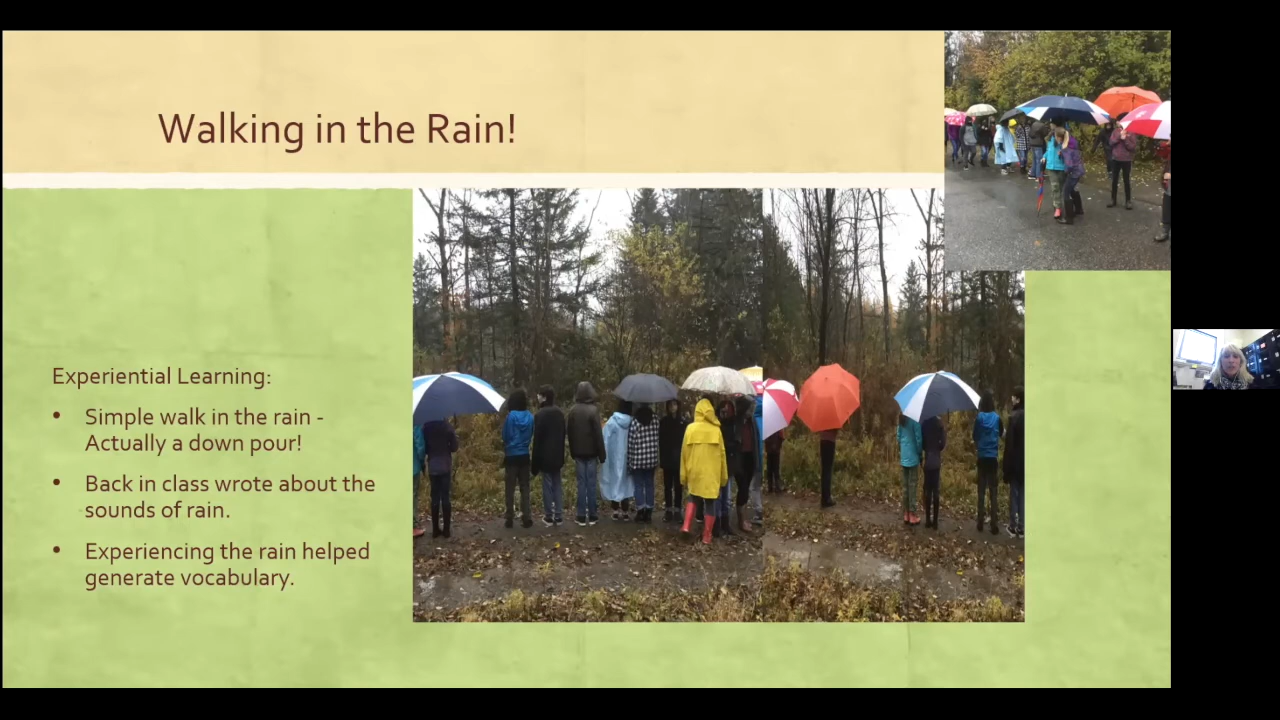 Walking in the Rain!
Experiential Learning:
• Simple walk in the rain -
Actually a down pour!
• Back in class wrote about the
sounds of rain.
• Experiencing the rain helped
generate vocabulary.